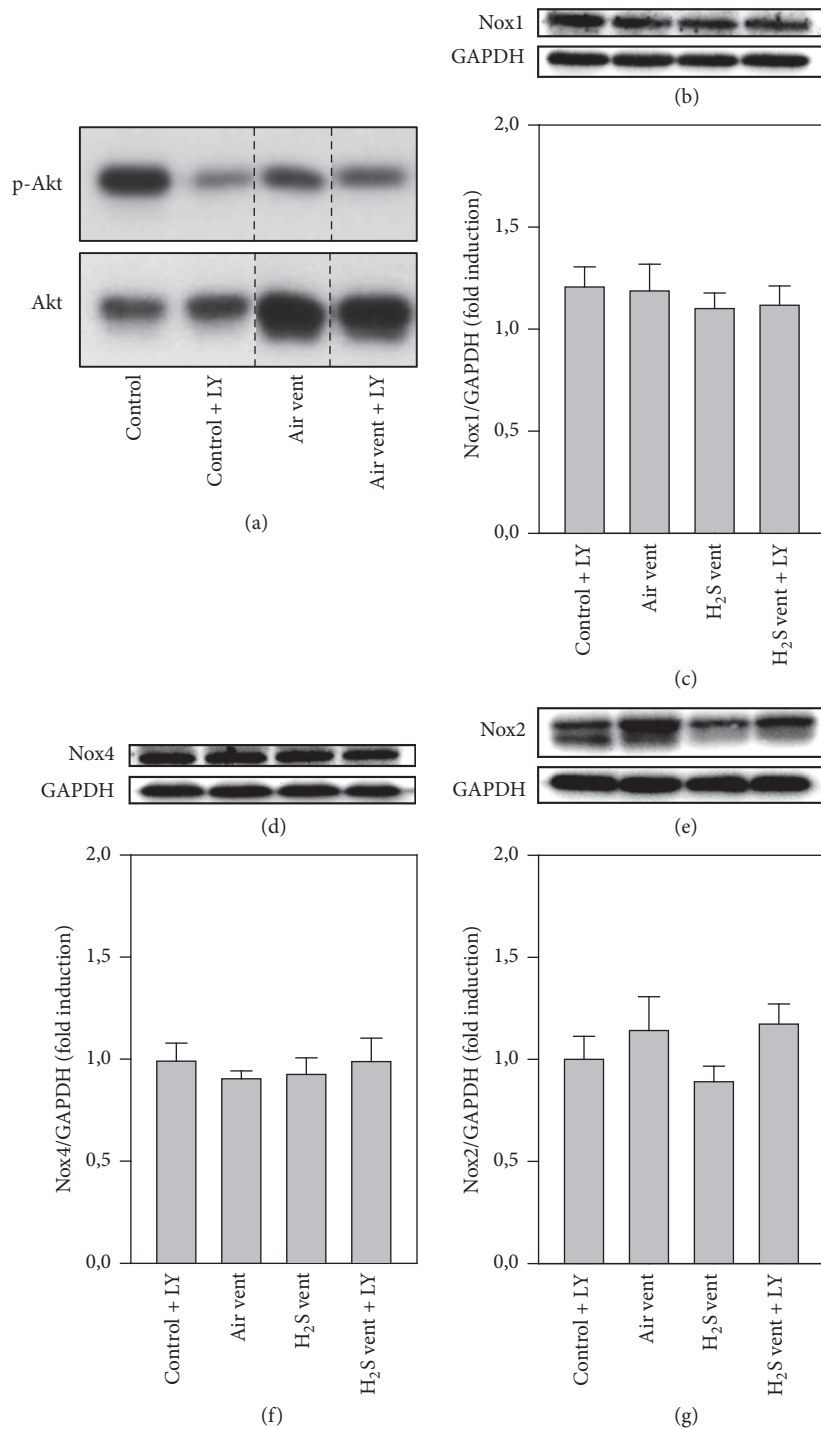 Nox1
GAPDH
(b)
p-Akt
Akt
Control
Control + LY
Air vent
Air vent + LY
(a)
2,0
1,5
1,0
0,5
0,0
Nox1/GAPDH (fold induction)
Control + LY
Air vent
H₂S vent
H₂S vent + LY
(c)
Nox4
GAPDH
(d)
Nox2
GAPDH
(e)
2,0
1,5
1,0
0,5
0,0
Nox4/GAPDH (fold induction)
Control + LY
Air vent
H₂S vent
H₂S vent + LY
(f)
2,0
1,5
1,0
0,5
0,0
Nox2/GAPDH (fold induction)
Control + LY
Air vent
H₂S vent
H₂S vent + LY
(g)